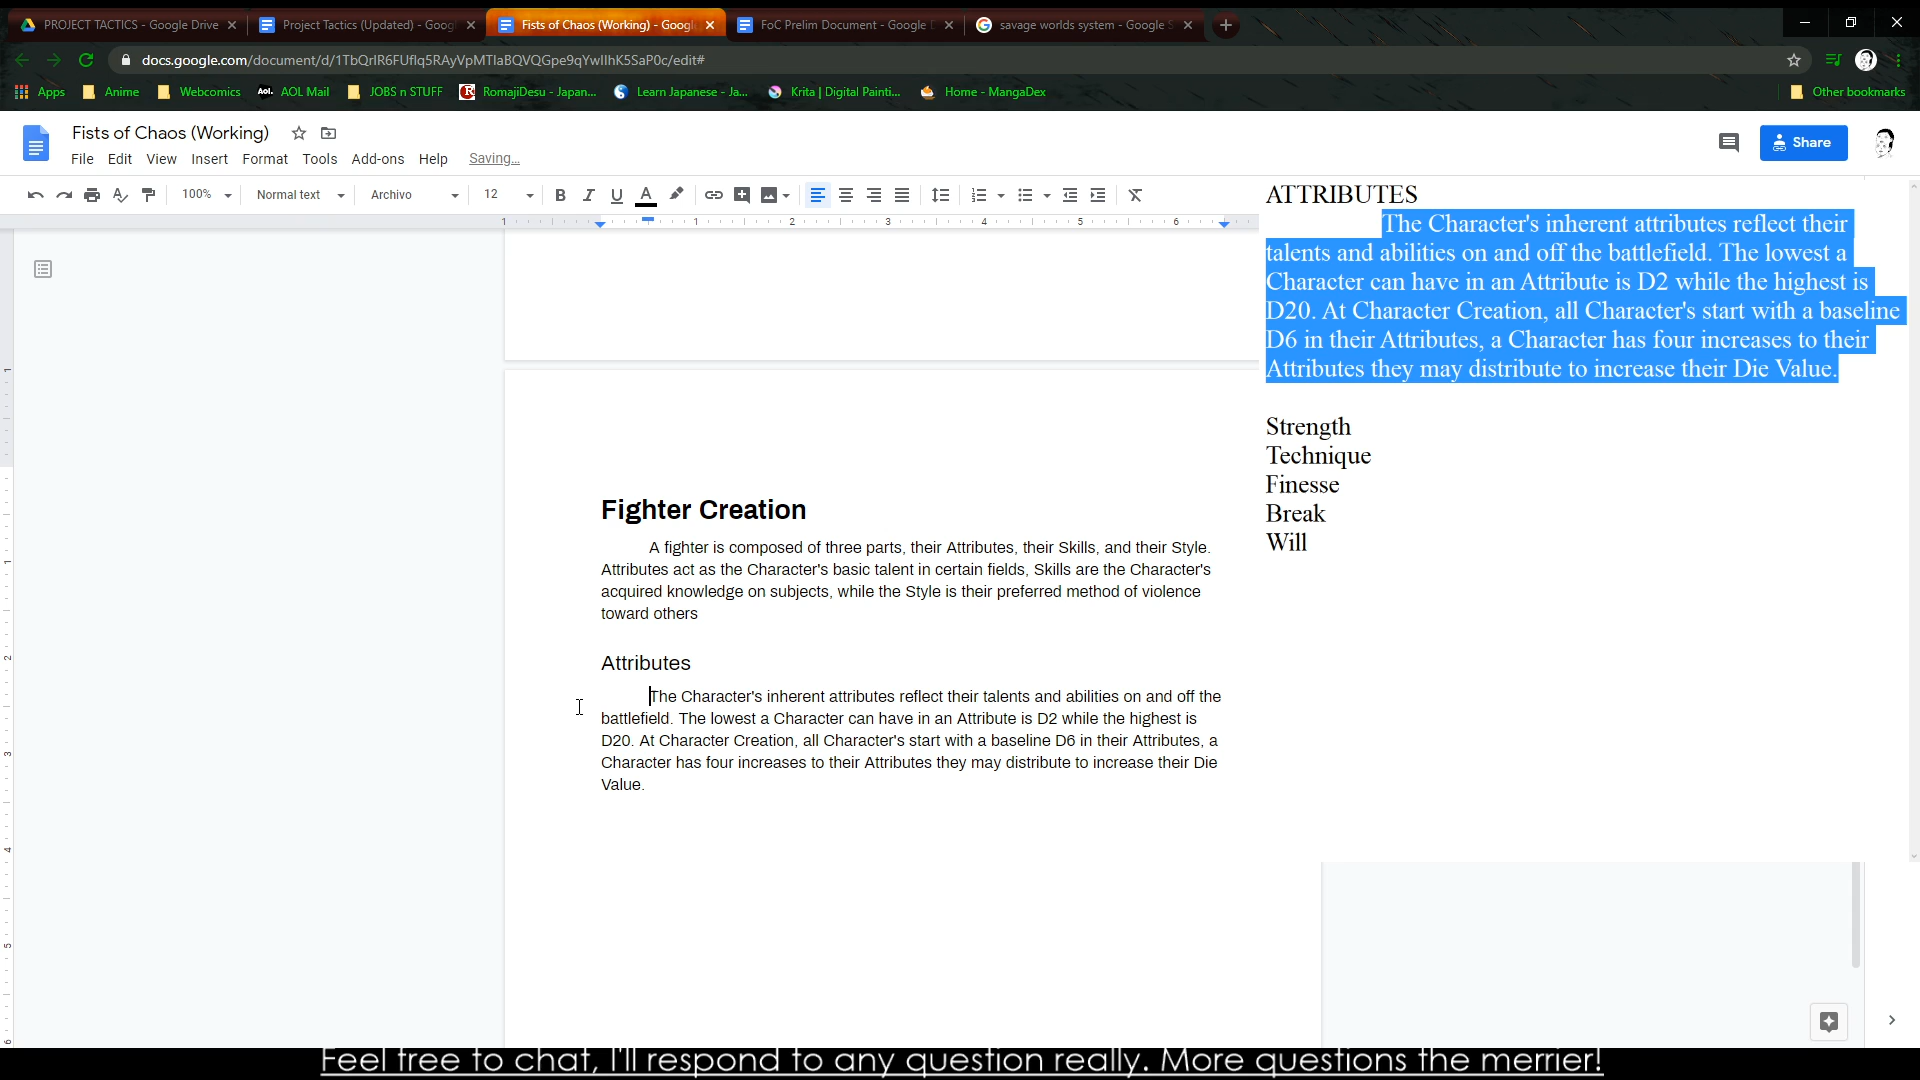 PROJECT TACTICS - Google Drive
Project Tactics (Updated) - Goog
Fists of Chaos (Working) - Googl
FoC Prelim Document - Google D
savage worlds system - Google S
docs.google.com/document/d/
Apps
Anime
Webcomics
Aol.
AOL Mail
JOBS n STUFF
RomajiDesu - Japan...
Learn Japanese - Ja...
Krita | Digital Painti...
Home - MangaDex
Other bookmarks
Fists of Chaos (Working)
File Edit View Insert Format Tools Add-ons Help Saving...
Share
100%
Normal text
Archivo
12
B I U A
1 1 2 3 4 5 6
ATTRIBUTES
The Character's inherent attributes reflect their
talents and abilities on and off the battlefield. The lowest a
Character can have in an Attribute is D2 while the highest is
D20. At Character Creation, all Character's start with a baseline
D6 in their Attributes, a Character has four increases to their
Attributes they may distribute to increase their Die Value.
Strength
Technique
Finesse
Break
Will
Fighter Creation
A fighter is composed of three parts, their Attributes, their Skills, and their Style.
Attributes act as the Character's basic talent in certain fields, Skills are the Character's
acquired knowledge on subjects, while the Style is their preferred method of violence
toward others
Attributes
The Character's inherent attributes reflect their talents and abilities on and off the
battlefield. The lowest a Character can have in an Attribute is D2 while the highest is
D20. At Character Creation, all Character's start with a baseline D6 in their Attributes, a
Character has four increases to their Attributes they may distribute to increase their Die
Value.
Feel free to chat, I'll respond to any question really. More questions the merrier!